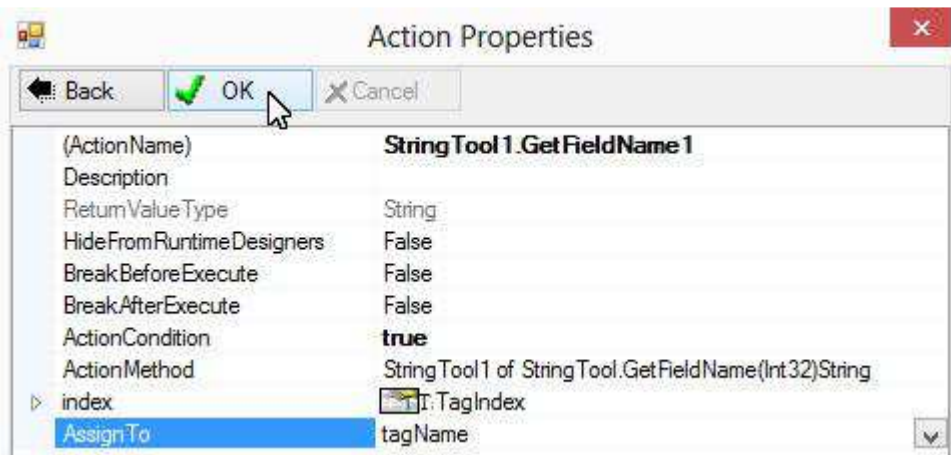 Action Properties
Back OK Cancel
(ActionName) StringTool1.GetFieldName1
Description
ReturnValueType String
HideFromRuntimeDesigners False
BreakBeforeExecute False
BreakAfterExecute False
ActionCondition true
ActionMethod StringTool1 of StringTool.GetFieldName(Int32)String
index T:TagIndex
AssignTo tagName